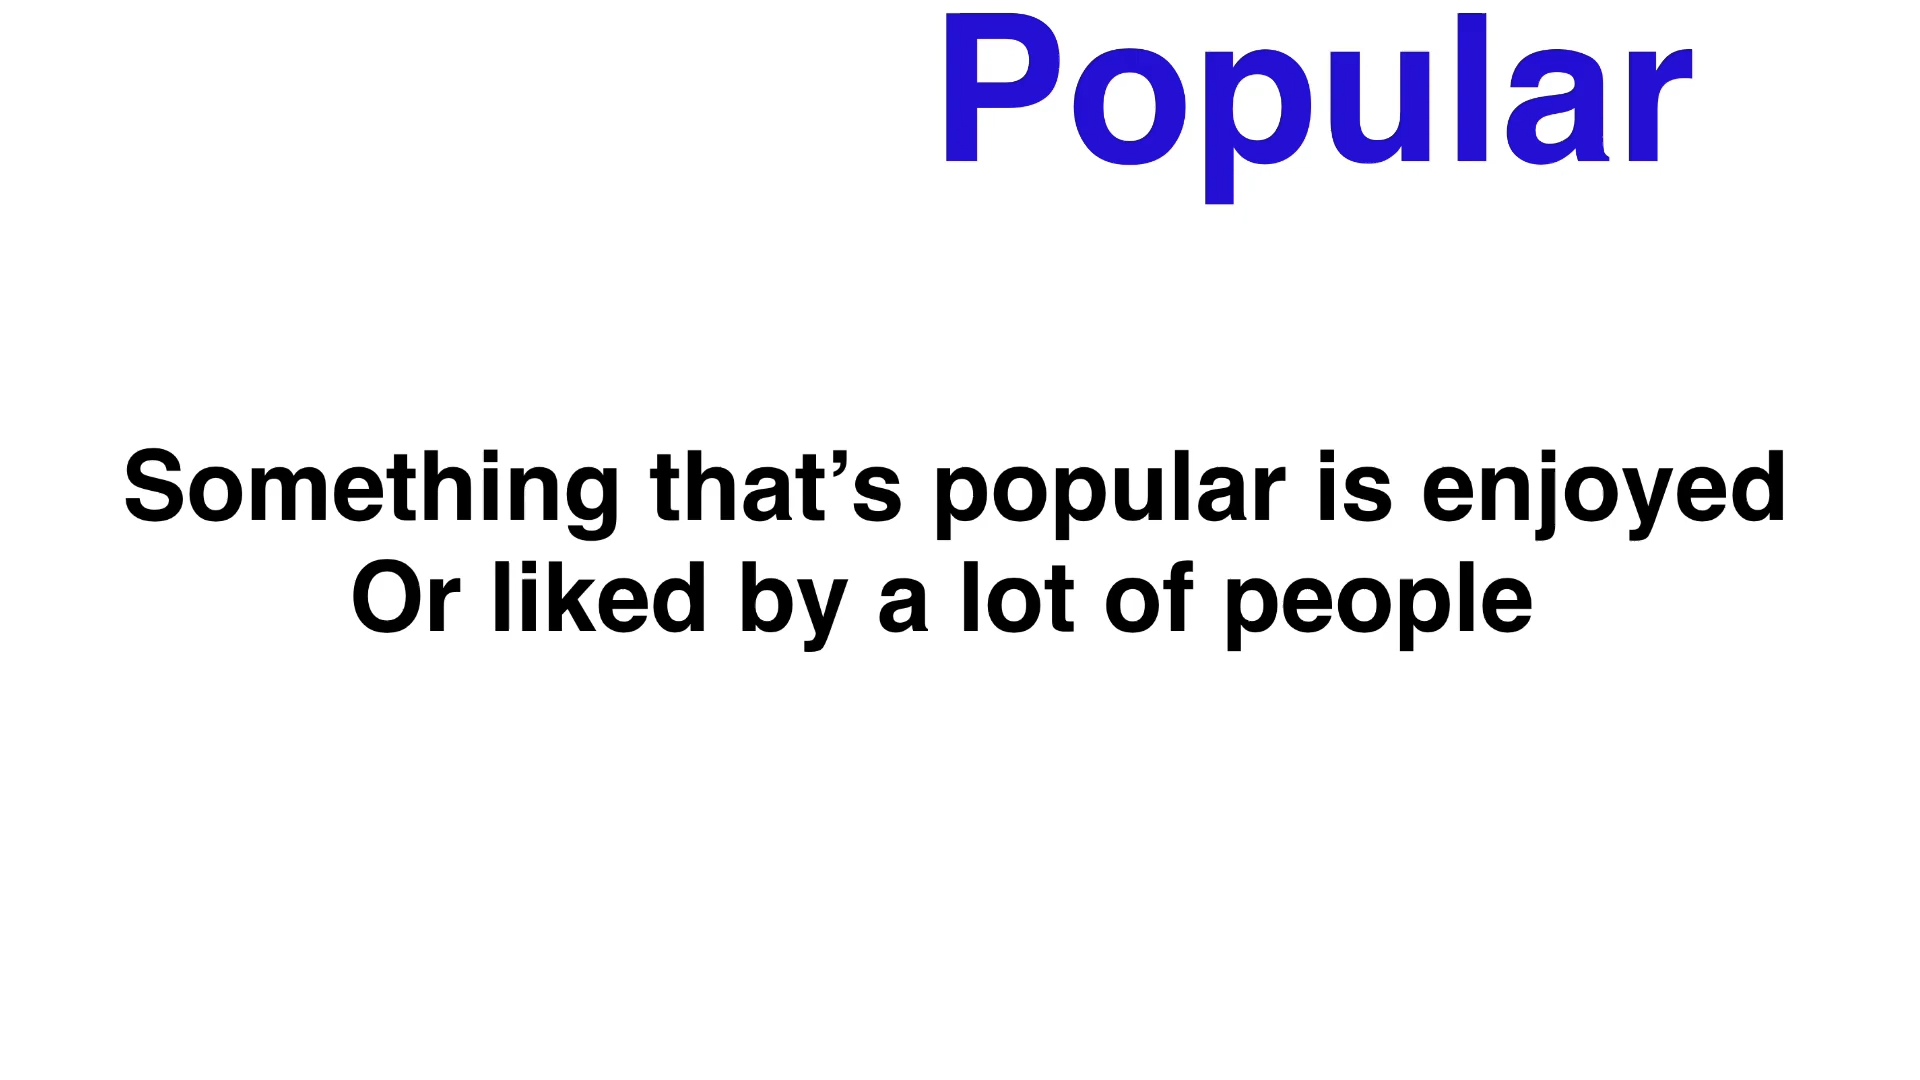 Popular
Something that’s popular is enjoyed
Or liked by a lot of people